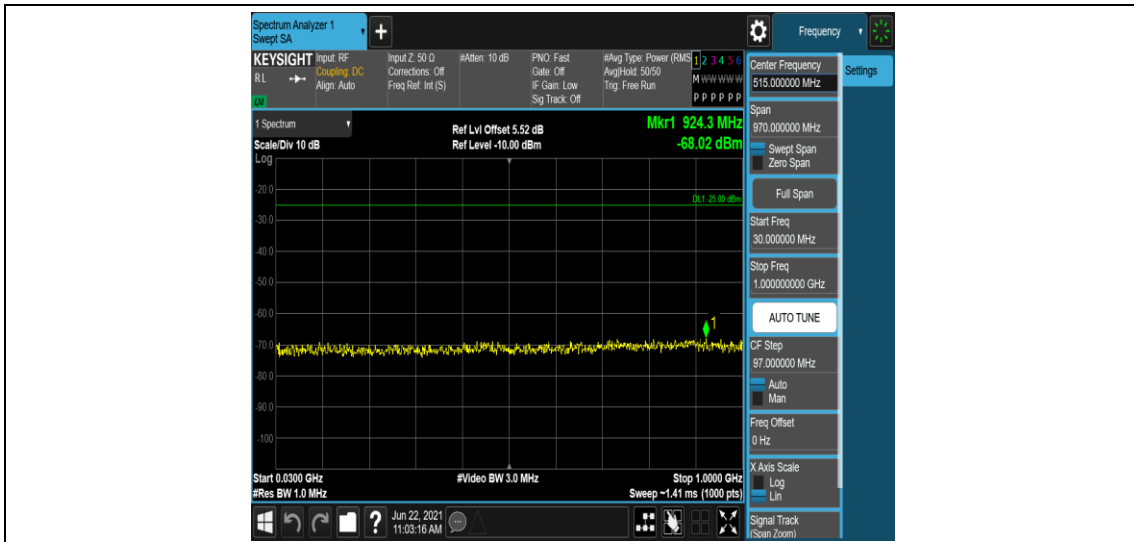 Spectrum Analyzer 1
Swept SA
Frequency
KEYSIGHT
RL
LXI
Input: RF
Coupling: DC
Align: Auto
Input Z: 50 Ω
Corrections: Off
Freq Ref: Int (S)
#Atten: 10 dB
PNO: Fast
Gate: Off
IF Gain: Low
Sig Track: Off
#Avg Type: Power (RMS
Avg|Hold: 50/50
Trig: Free Run
1 2 3 4 5 6
M W W W W W
P P P P P P
1 Spectrum
Scale/Div 10 dB
Log
Ref Lvl Offset 5.52 dB
Ref Level -10.00 dBm
Mkr1 924.3 MHz
-68.02 dBm
DL1 -25.00 dBm
-20.0
-30.0
-40.0
-50.0
-60.0
-70.0
-80.0
-90.0
-100
1
Start 0.0300 GHz
#Res BW 1.0 MHz
#Video BW 3.0 MHz
Stop 1.0000 GHz
Sweep ~1.41 ms (1000 pts)
Jun 22, 2021
11:03:16 AM
Center Frequency
515.000000 MHz
Settings
Span
970.000000 MHz
Swept Span
Zero Span
Full Span
Start Freq
30.000000 MHz
Stop Freq
1.000000000 GHz
AUTO TUNE
CF Step
97.000000 MHz
Auto
Man
Freq Offset
0 Hz
X Axis Scale
Log
Lin
Signal Track
(Span Zoom)